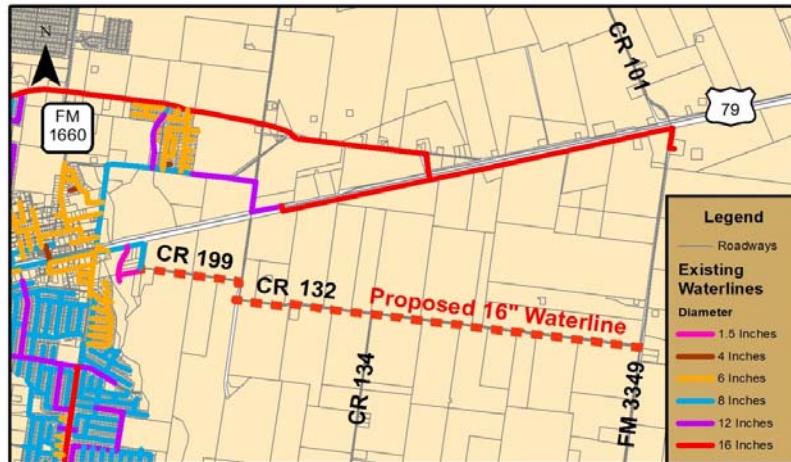 N
FM
1660
CR 101
79
CR 199
CR 132
Proposed 16" Waterline
CR 134
FM 3349
Legend
Roadways
Existing
Waterlines
Diameter
1.5 Inches
4 Inches
6 Inches
8 Inches
12 Inches
16 Inches